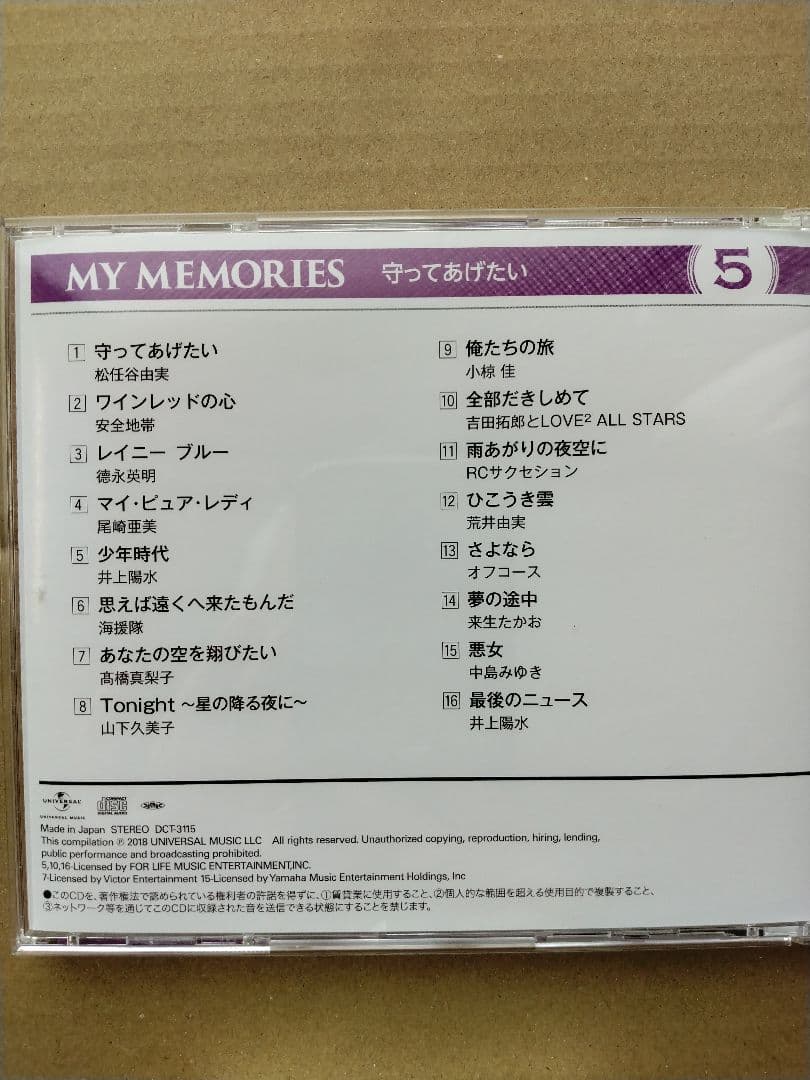 MY MEMORIES 守ってあげたい 5
1 守ってあげたい
松任谷由実
2 ワインレッドの心
安全地帯
3 レイニー ブルー
德永英明
4 マイ・ピュア・レディ
尾崎亜美
5 少年時代
井上陽水
6 思えば遠くへ来たもんだ
海援隊
7 あなたの空を翔びたい
髙橋真梨子
8 Tonight 〜星の降る夜に〜
山下久美子
9 俺たちの旅
小椋 佳
10 全部だきしめて
吉田拓郎とLOVE² ALL STARS
11 雨あがりの夜空に
RCサクセション
12 ひこうき雲
荒井由実
13 さよなら
オフコース
14 夢の途中
来生たかお
15 悪女
中島みゆき
16 最後のニュース
井上陽水
UNIVERSAL
UNIVERSAL MUSIC
COMPACT
DISC
DIGITAL AUDIO
Made in Japan STEREO DCT-3115
This compilation ℗ 2018 UNIVERSAL MUSIC LLC All rights reserved. Unauthorized copying, reproduction, hiring, lending,
public performance and broadcasting prohibited.
5,10,16-Licensed by FOR LIFE MUSIC ENTERTAINMENT,INC.
7-Licensed by Victor Entertainment 15-Licensed by Yamaha Music Entertainment Holdings, Inc
●このCDを、著作権法で認められている権利者の許諾を得ずに、①賃貸業に使用すること、②個人的な範囲を超える使用目的で複製すること、
③ネットワーク等を通じてこのCDに収録された音を送信できる状態にすることを禁じます。